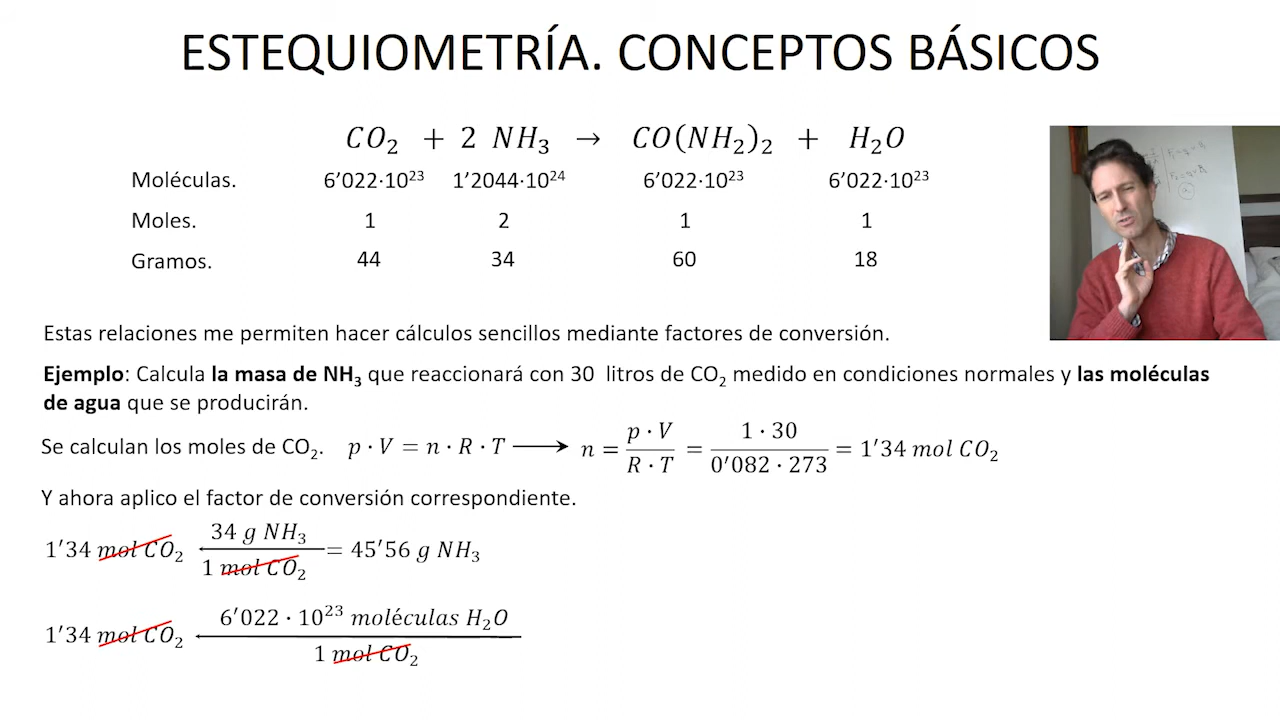 ESTEQUIOMETRÍA. CONCEPTOS BÁSICOS
CO₂ + 2 NH₃ → CO(NH₂)₂ + H₂O
Moléculas. 6’022·10²³ 1’2044·10²⁴ 6’022·10²³ 6’022·10²³
Moles. 1 2 1 1
Gramos. 44 34 60 18
Estas relaciones me permiten hacer cálculos sencillos mediante factores de conversión.
Ejemplo: Calcula la masa de NH₃ que reaccionará con 30 litros de CO₂ medido en condiciones normales y las moléculas
de agua que se producirán.
Se calculan los moles de CO₂. p · V = n · R · T ⟶ n = p · V / R · T = 1 · 30 / 0′082 · 273 = 1′34 mol CO₂
Y ahora aplico el factor de conversión correspondiente.
1′34 mol CO₂ 34 g NH₃ / 1 mol CO₂ = 45′56 g NH₃
1′34 mol CO₂ 6′022 · 10²³ moléculas H₂O / 1 mol CO₂